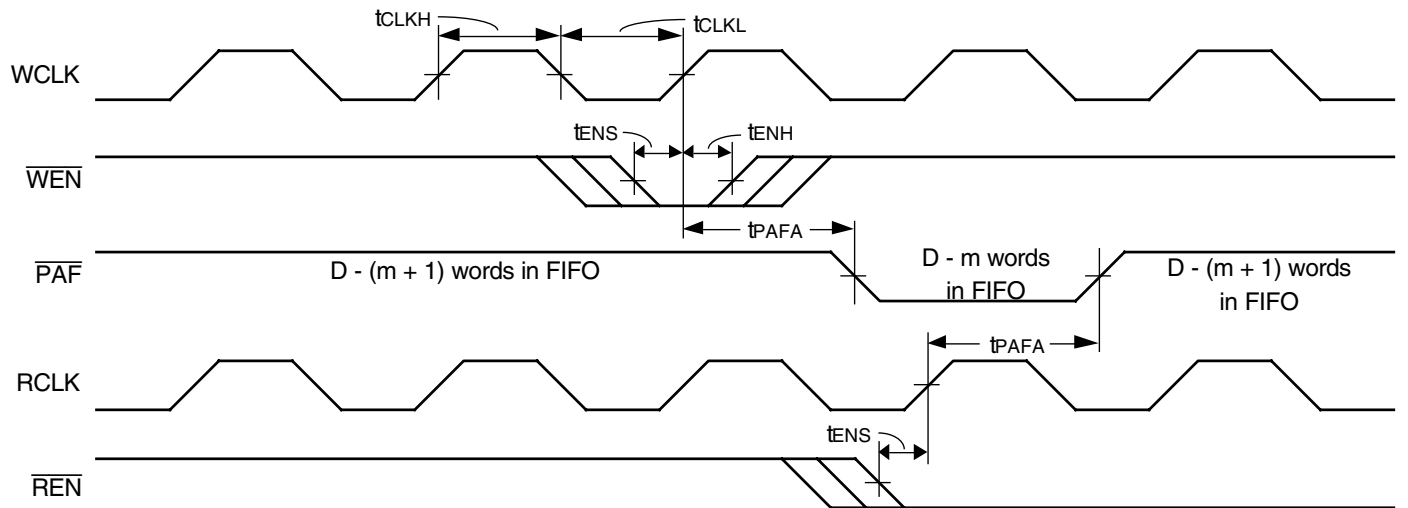 tCLKH
tCLKL
WCLK
tENS
tENH
WEN
tPAFA
PAF
D - (m + 1) words in FIFO
D - m words
in FIFO
D - (m + 1) words
in FIFO
tPAFA
RCLK
tENS
REN